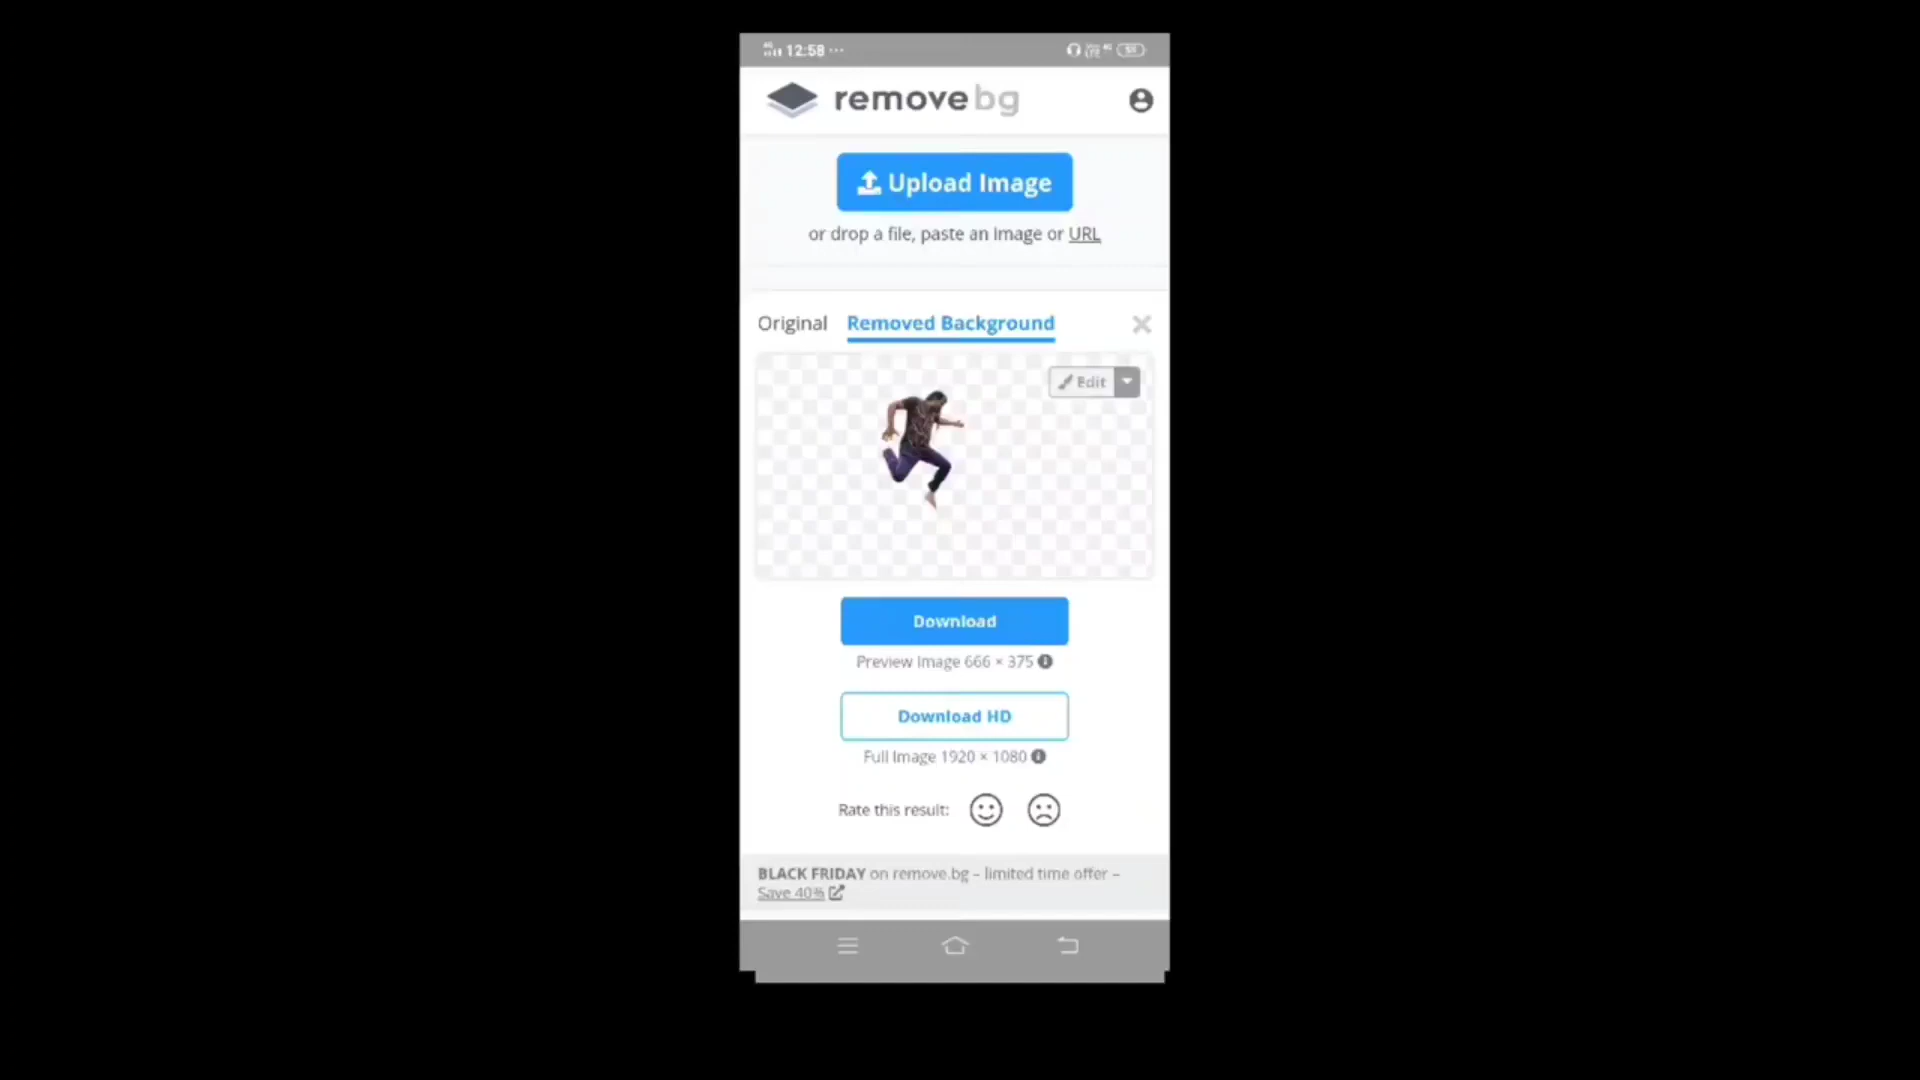 12:58 ...
remove bg
Upload Image
or drop a file, paste an image or URL
Original Removed Background
Edit
Download
Preview Image 666 × 375
Download HD
Full Image 1920 × 1080
Rate this result:
BLACK FRIDAY on remove.bg – limited time offer –
Save 40%